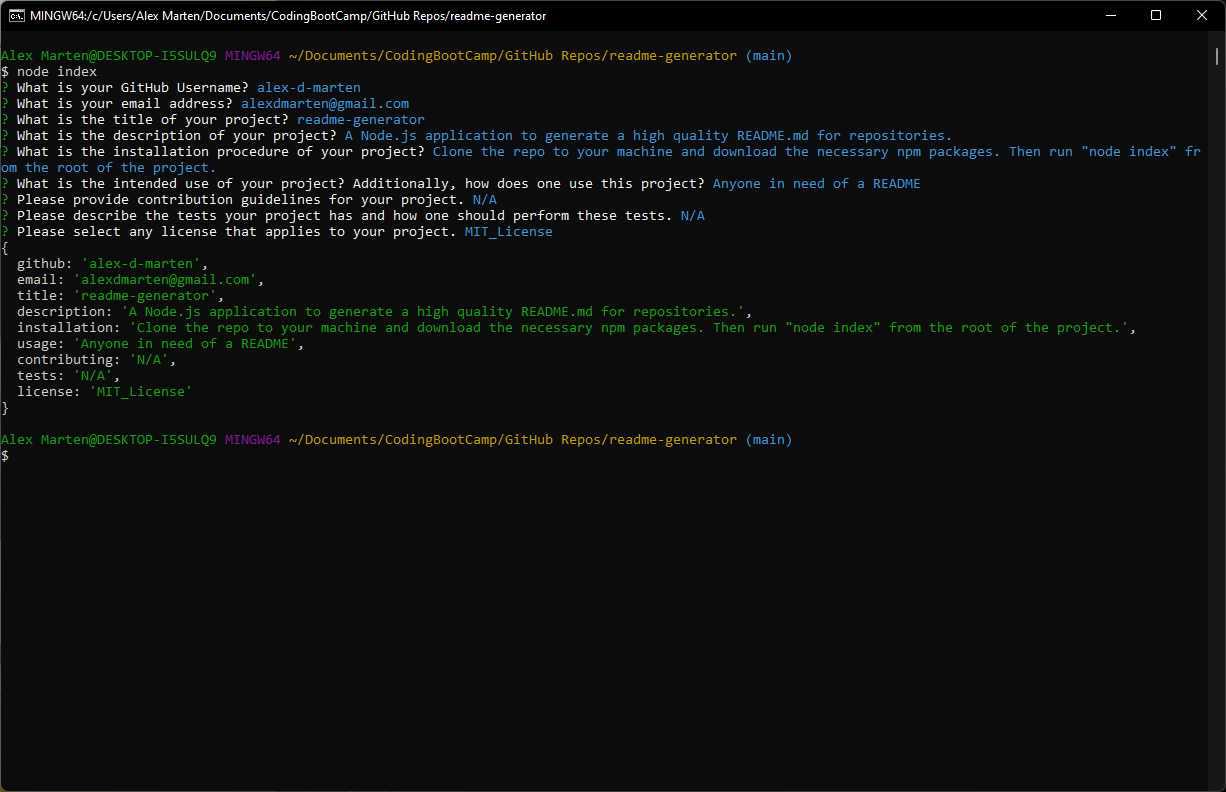 MINGW64:/c/Users/Alex Marten/Documents/CodingBootCamp/GitHub Repos/readme-generator
Alex Marten@DESKTOP-I5SULQ9 MINGW64 ~/Documents/CodingBootCamp/GitHub Repos/readme-generator (main)
$ node index
? What is your GitHub Username? alex-d-marten
? What is your email address? alexdmarten@gmail.com
? What is the title of your project? readme-generator
? What is the description of your project? A Node.js application to generate a high quality README.md for repositories.
? What is the installation procedure of your project? Clone the repo to your machine and download the necessary npm packages. Then run "node index" fr
om the root of the project.
? What is the intended use of your project? Additionally, how does one use this project? Anyone in need of a README
? Please provide contribution guidelines for your project. N/A
? Please describe the tests your project has and how one should perform these tests. N/A
? Please select any license that applies to your project. MIT_License
{
  github: 'alex-d-marten',
  email: 'alexdmarten@gmail.com',
  title: 'readme-generator',
  description: 'A Node.js application to generate a high quality README.md for repositories.',
  installation: 'Clone the repo to your machine and download the necessary npm packages. Then run "node index" from the root of the project.',
  usage: 'Anyone in need of a README',
  contributing: 'N/A',
  tests: 'N/A',
  license: 'MIT_License'
}
Alex Marten@DESKTOP-I5SULQ9 MINGW64 ~/Documents/CodingBootCamp/GitHub Repos/readme-generator (main)
$